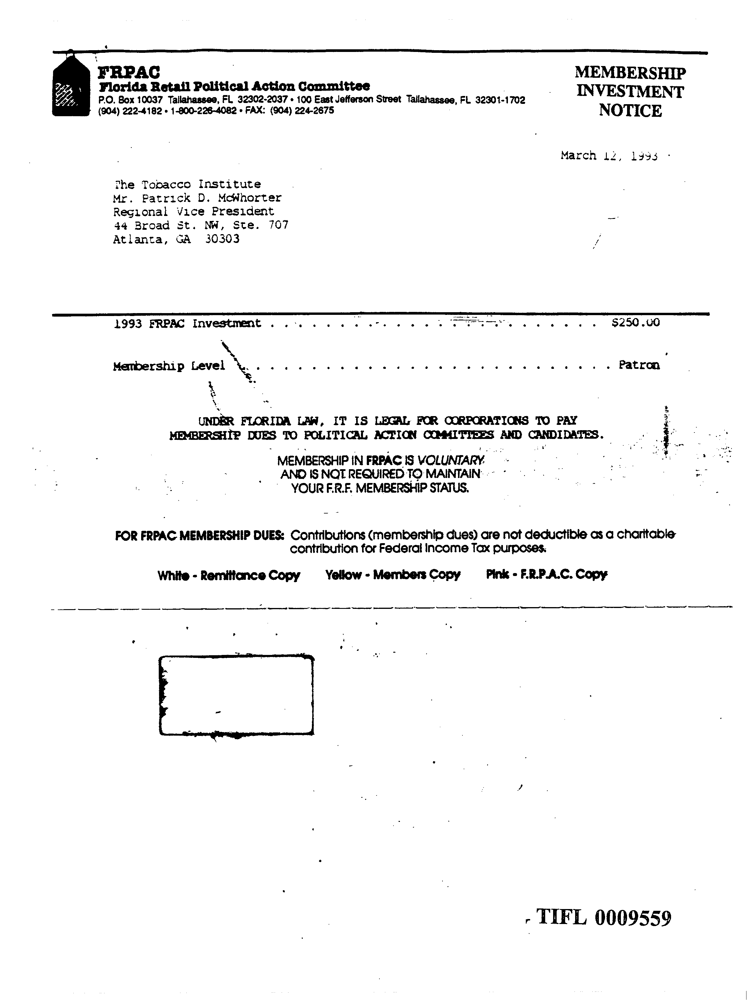 FRPAC
Florida Retail Political Action Committee
P.O. Box 10037 Tallahassee, FL 32302-2037 • 100 East Jefferson Street Tallahassee, FL 32301-1702
(904) 222-4182 • 1-800-226-4082 • FAX: (904) 224-2675
MEMBERSHIP
INVESTMENT
NOTICE
March 12, 1993
The Tobacco Institute
Mr. Patrick D. McWhorter
Regional Vice President
44 Broad St. NW, Ste. 707
Atlanta, GA 30303
1993 FRPAC Investment . . . . . . . . . . . . . . . . . . . . . . $250.00
Membership Level . . . . . . . . . . . . . . . . . . . . . . . . . Patron
UNDER FLORIDA LAW, IT IS LEGAL FOR CORPORATIONS TO PAY
MEMBERSHIP DUES TO POLITICAL ACTION COMMITTEES AND CANDIDATES.
MEMBERSHIP IN FRPAC IS VOLUNTARY
AND IS NOT REQUIRED TO MAINTAIN
YOUR F.R.F. MEMBERSHIP STATUS.
FOR FRPAC MEMBERSHIP DUES: Contributions (membership dues) are not deductible as a charitable
contribution for Federal Income Tax purposes.
White - Remittance Copy Yellow - Members Copy Pink - F.R.P.A.C. Copy
TIFL 0009559